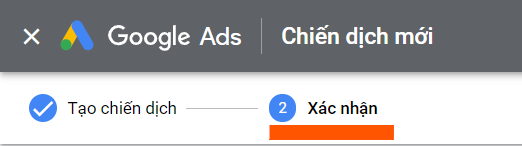 Google Ads Chiến dịch mới
Tạo chiến dịch 2 Xác nhận